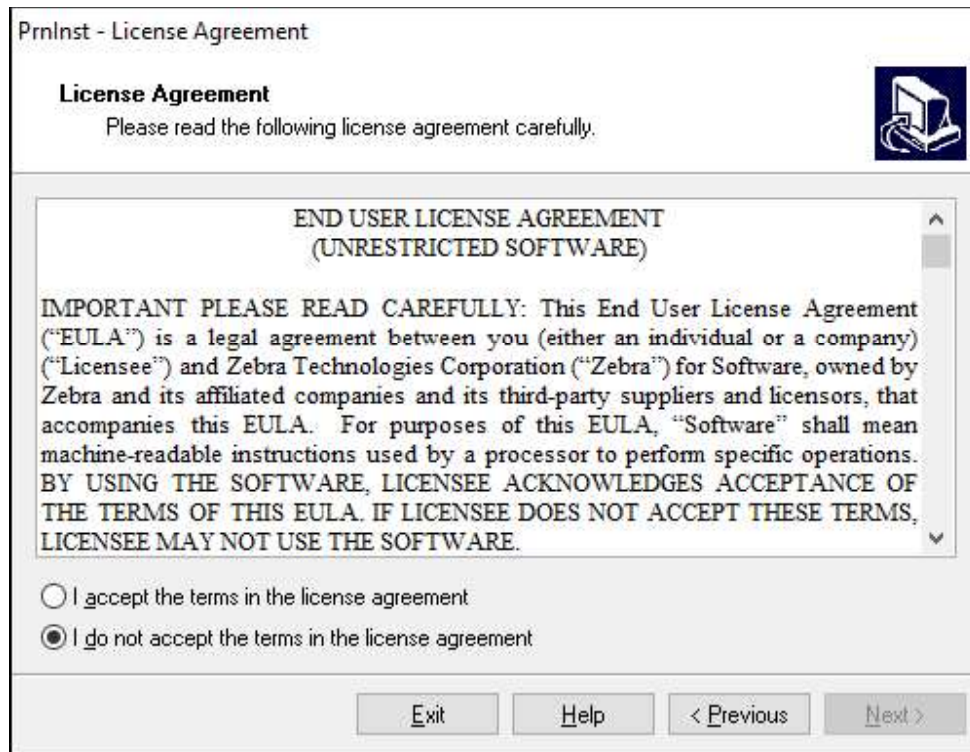 PrnInst - License Agreement
License Agreement
Please read the following license agreement carefully.
END USER LICENSE AGREEMENT
(UNRESTRICTED SOFTWARE)
IMPORTANT PLEASE READ CAREFULLY: This End User License Agreement
(“EULA”) is a legal agreement between you (either an individual or a company)
(“Licensee”) and Zebra Technologies Corporation (“Zebra”) for Software, owned by
Zebra and its affiliated companies and its third-party suppliers and licensors, that
accompanies this EULA. For purposes of this EULA, “Software” shall mean
machine-readable instructions used by a processor to perform specific operations.
BY USING THE SOFTWARE, LICENSEE ACKNOWLEDGES ACCEPTANCE OF
THE TERMS OF THIS EULA. IF LICENSEE DOES NOT ACCEPT THESE TERMS,
LICENSEE MAY NOT USE THE SOFTWARE.
I accept the terms in the license agreement
I do not accept the terms in the license agreement
Exit Help < Previous Next >